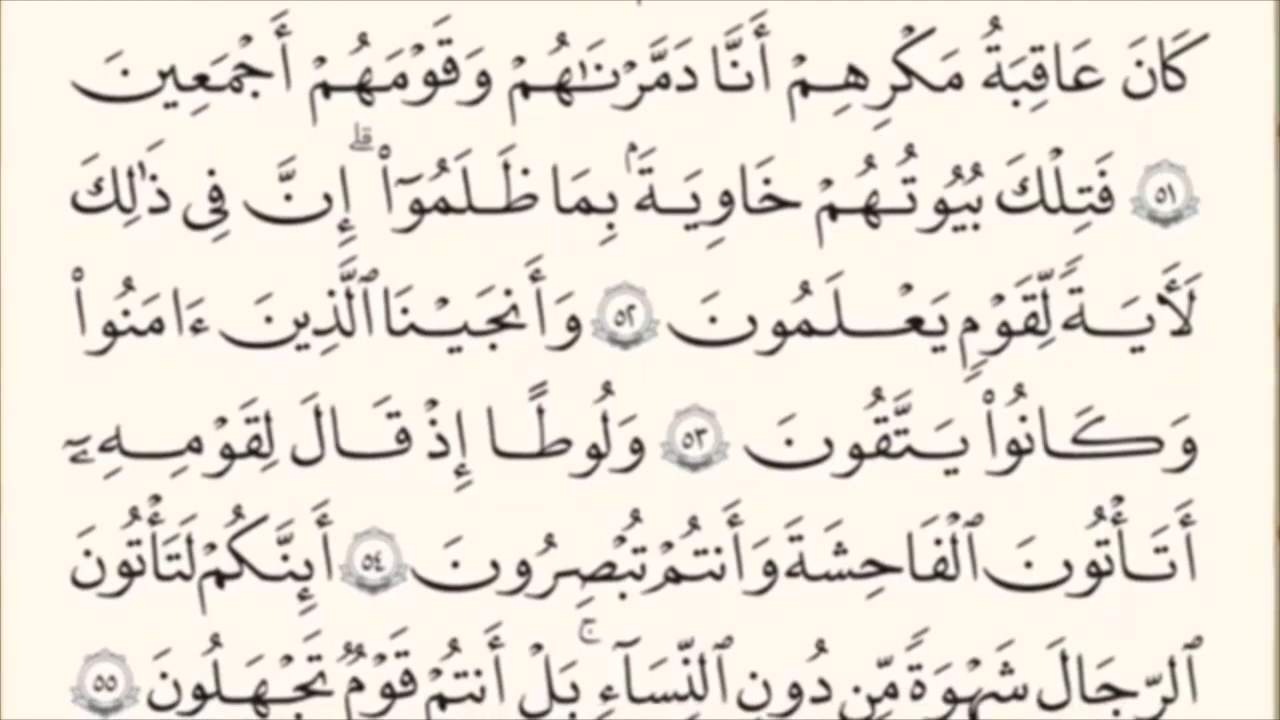 كَانَ عَاقِبَةُ مَكْرِهِمْ أَنَّا دَمَّرْنَٰهُمْ وَقَوْمَهُمْ أَجْمَعِينَ
٥١ فَتِلْكَ بُيُوتُهُمْ خَاوِيَةَۢ بِمَا ظَلَمُوٓا۟ ۗ إِنَّ فِى ذَٰلِكَ
لَأَيَةً لِّقَوْمٍ يَعْلَمُونَ ٥٢ وَأَنجَيْنَا ٱلَّذِينَ ءَامَنُوا۟
وَكَانُوا۟ يَتَّقُونَ ٥٣ وَلُوطًا إِذْ قَالَ لِقَوْمِهِۦٓ
أَتَأْتُونَ ٱلْفَاحِشَةَ وَأَنتُمْ تُبْصِرُونَ ٥٤ أَئِنَّكُمْ لَتَأْتُونَ
ٱلرِّجَالَ شَهْوَةً مِّن دُونِ ٱلنِّسَآءِ ۚ بَلْ أَنتُمْ قَوْمٌ تَجْهَلُونَ ٥٥